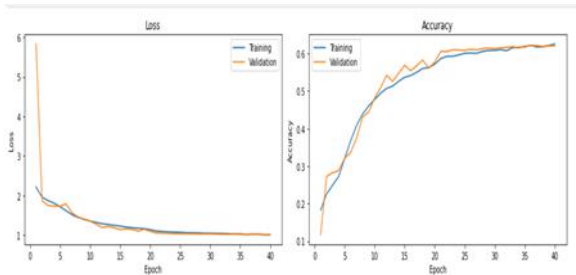 Loss
6
5
4
3
2
1
Loss
0 5 10 15 20 25 30 35 40
Epoch
Training
Validation
Accuracy
0.6
0.5
0.4
0.3
0.2
0.1
Accuracy
0 5 10 15 20 25 30 35 40
Epoch
Training
Validation